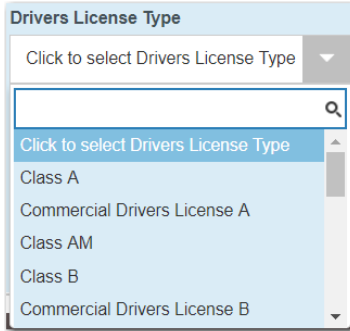 Drivers License Type
Click to select Drivers License Type
Click to select Drivers License Type
Class A
Commercial Drivers License A
Class AM
Class B
Commercial Drivers License B